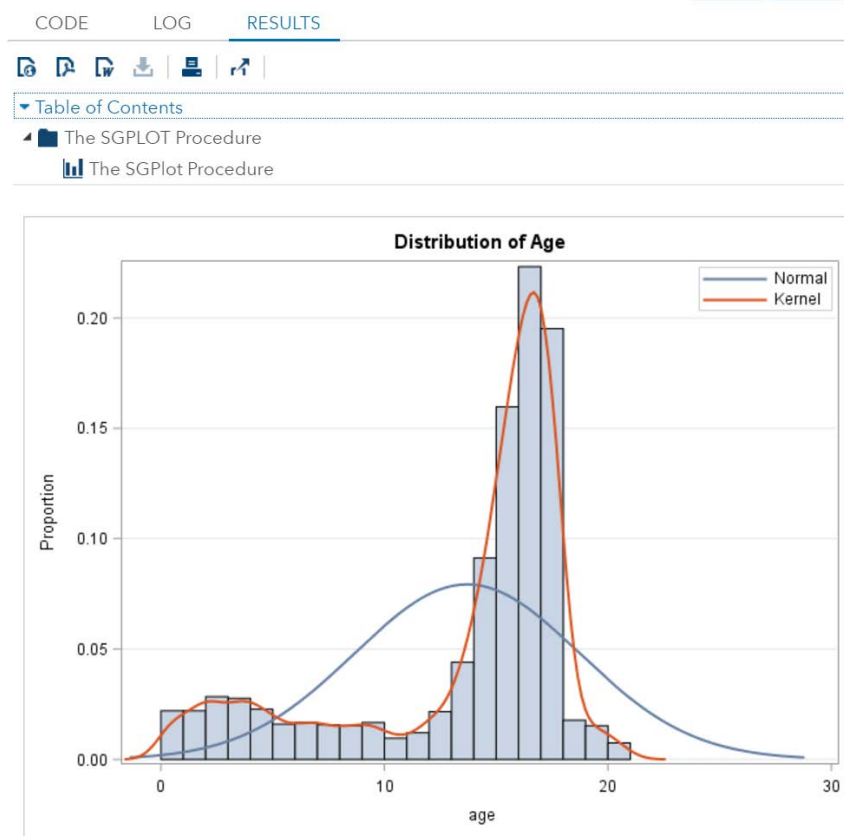 CODE LOG RESULTS
Table of Contents
The SGPLOT Procedure
The SGPlot Procedure
Distribution of Age
Normal
Kernel
0.20
0.15
0.10
0.05
0.00
Proportion
0 10 20 30
age